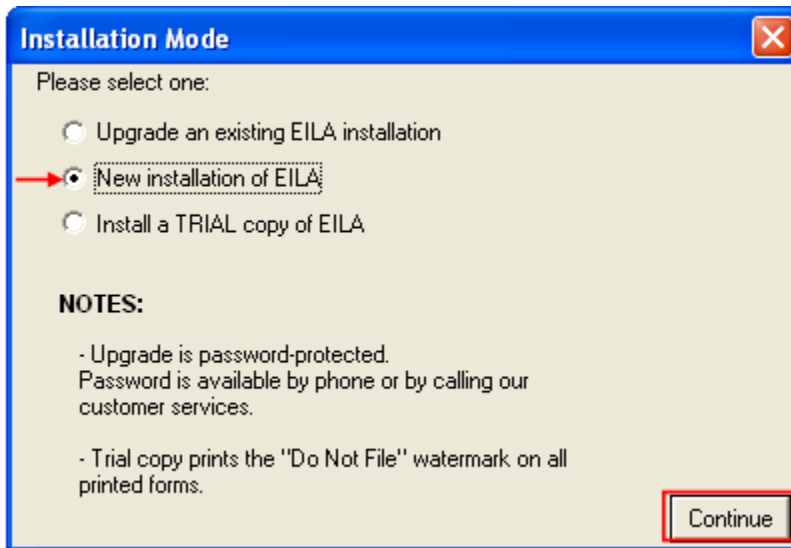 Installation Mode
Please select one:
Upgrade an existing EILA installation
New installation of EILA
Install a TRIAL copy of EILA
NOTES:
- Upgrade is password-protected.
Password is available by phone or by calling our
customer services.
- Trial copy prints the "Do Not File" watermark on all
printed forms.
Continue